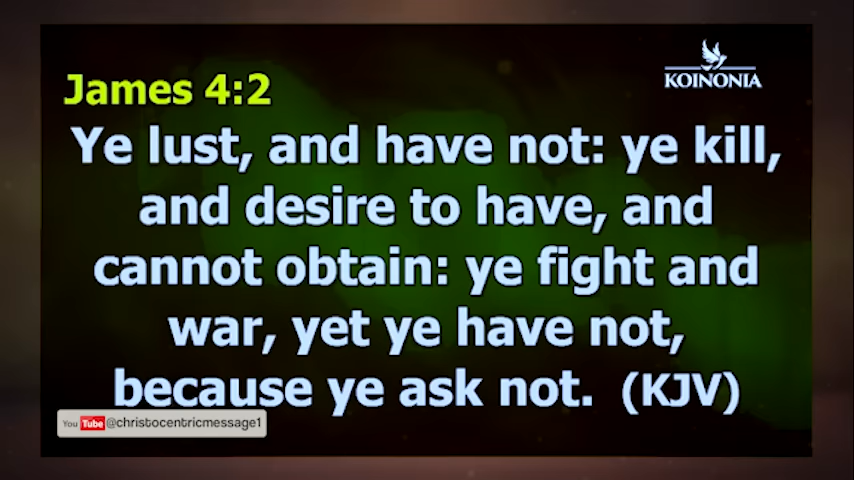 KOINONIA
James 4:2
Ye lust, and have not: ye kill,
and desire to have, and
cannot obtain: ye fight and
war, yet ye have not,
because ye ask not. (KJV)
You Tube @christocentricmessage1